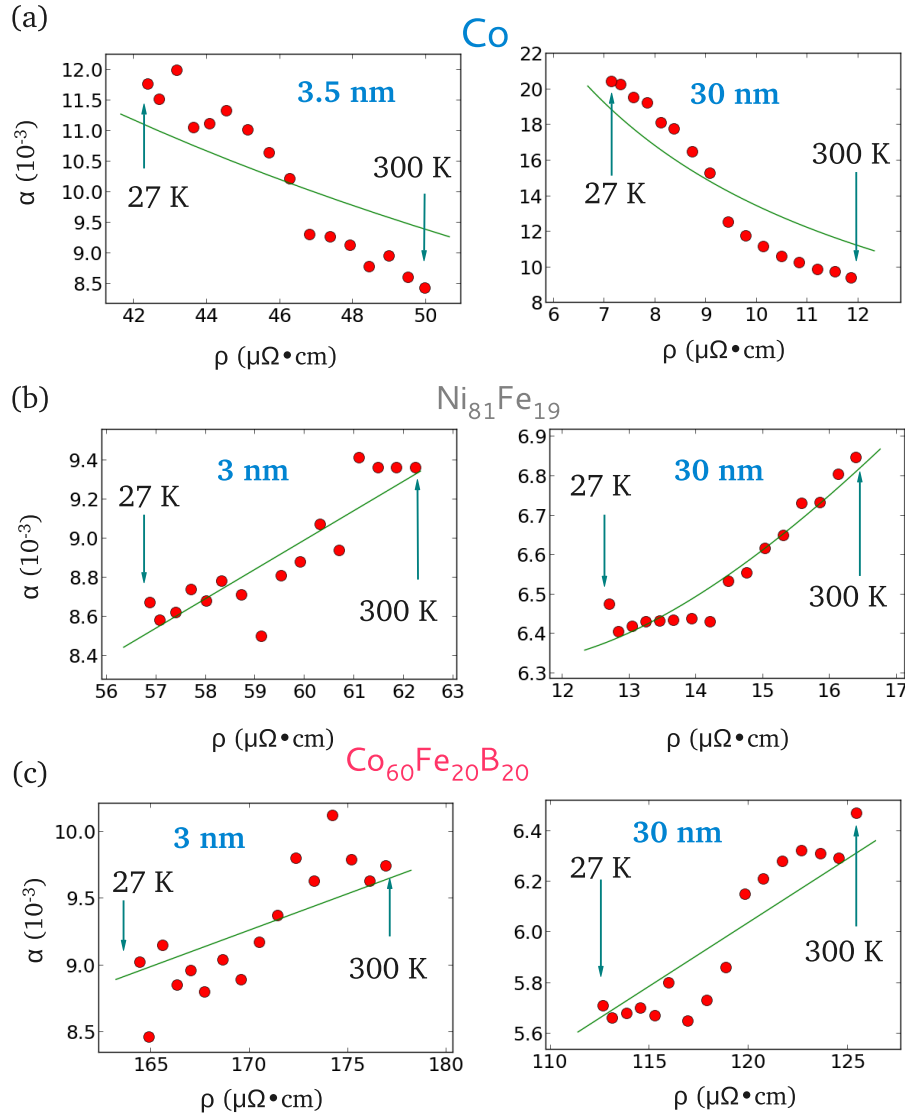 (a)
Co
12.0
11.5
11.0
10.5
10.0
9.5
9.0
8.5
α (10⁻³)
3.5 nm
27 K
300 K
42 44 46 48 50
ρ (μΩ•cm)
22
20
18
16
14
12
10
8
30 nm
27 K
300 K
6 7 8 9 10 11 12
ρ (μΩ•cm)
(b)
Ni₈₁Fe₁₉
9.4
9.2
9.0
8.8
8.6
8.4
α (10⁻³)
3 nm
27 K
300 K
56 57 58 59 60 61 62 63
ρ (μΩ•cm)
6.9
6.8
6.7
6.6
6.5
6.4
6.3
30 nm
27 K
300 K
12 13 14 15 16 17
ρ (μΩ•cm)
(c)
Co₆₀Fe₂₀B₂₀
10.0
9.5
9.0
8.5
α (10⁻³)
3 nm
27 K
300 K
165 170 175 180
ρ (μΩ•cm)
6.4
6.2
6.0
5.8
5.6
30 nm
27 K
300 K
110 115 120 125
ρ (μΩ•cm)